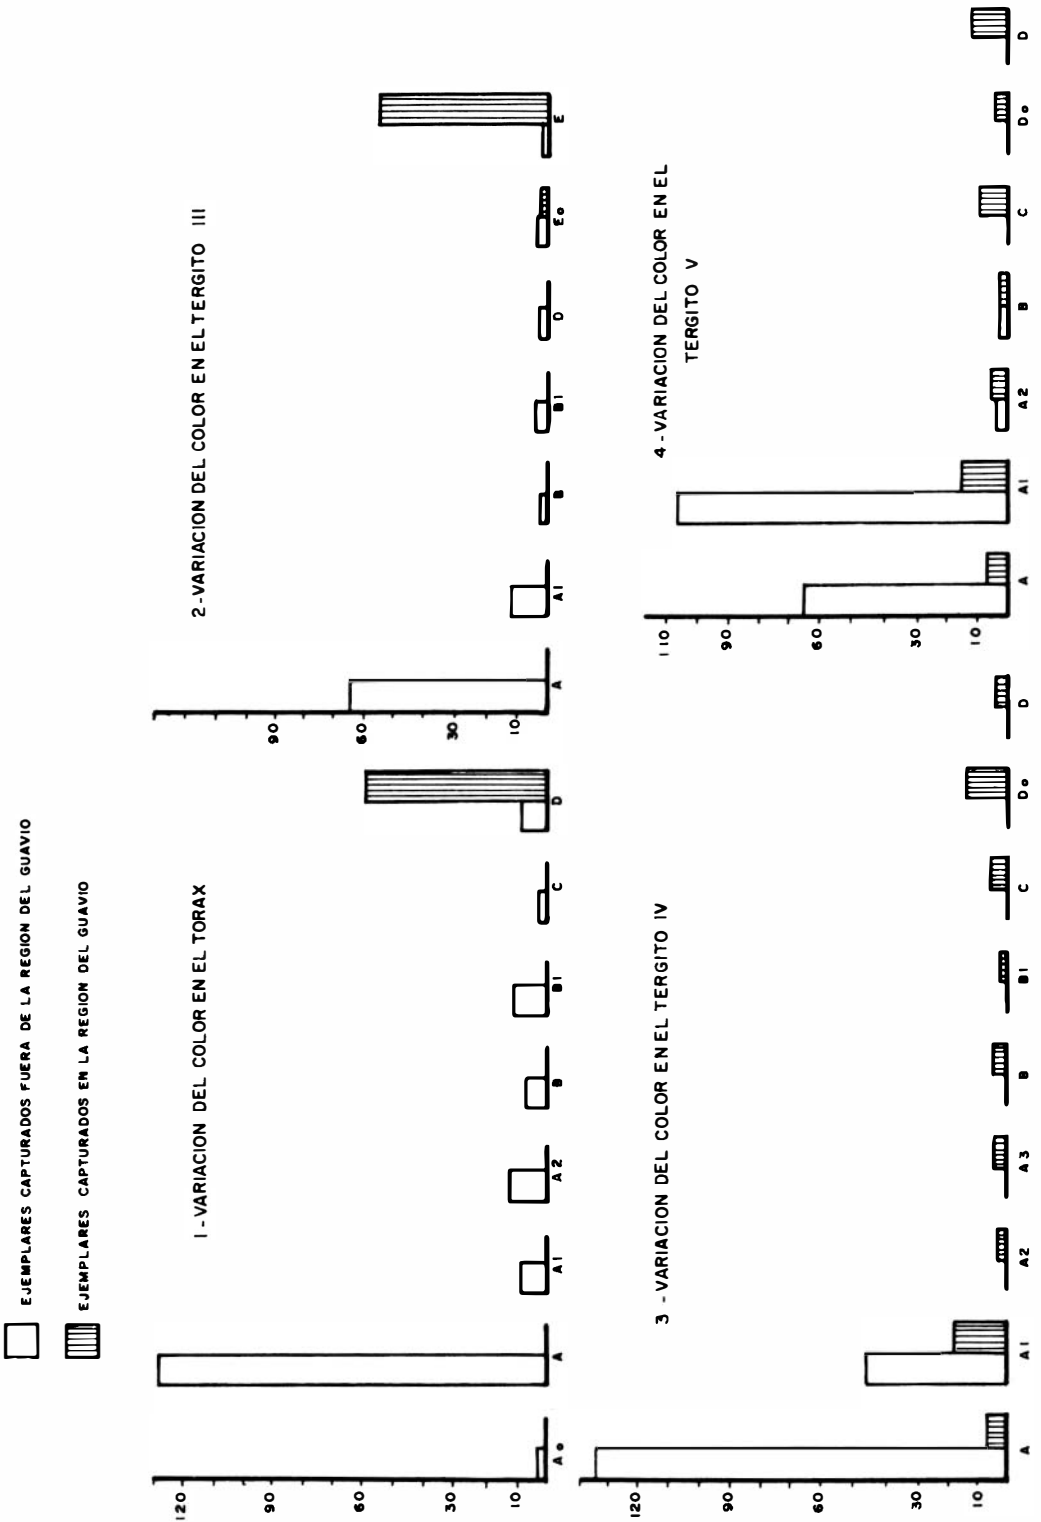 EJEMPLARES CAPTURADOS FUERA DE LA REGION DEL GUAVIO
EJEMPLARES CAPTURADOS EN LA REGION DEL GUAVIO
1-VARIACION DEL COLOR EN EL TORAX
120
90
60
30
10
Ao A A1 A2 B B1 C D
2-VARIACION DEL COLOR EN EL TERGITO III
90
60
30
10
A A1 B B1 D Eo E
3 - VARIACION DEL COLOR EN EL TERGITO IV
120
90
60
30
10
A A1 A2 A3 B B1 C Do D
4 - VARIACION DEL COLOR EN EL
TERGITO V
110
90
60
30
10
A A1 A2 B C Do D